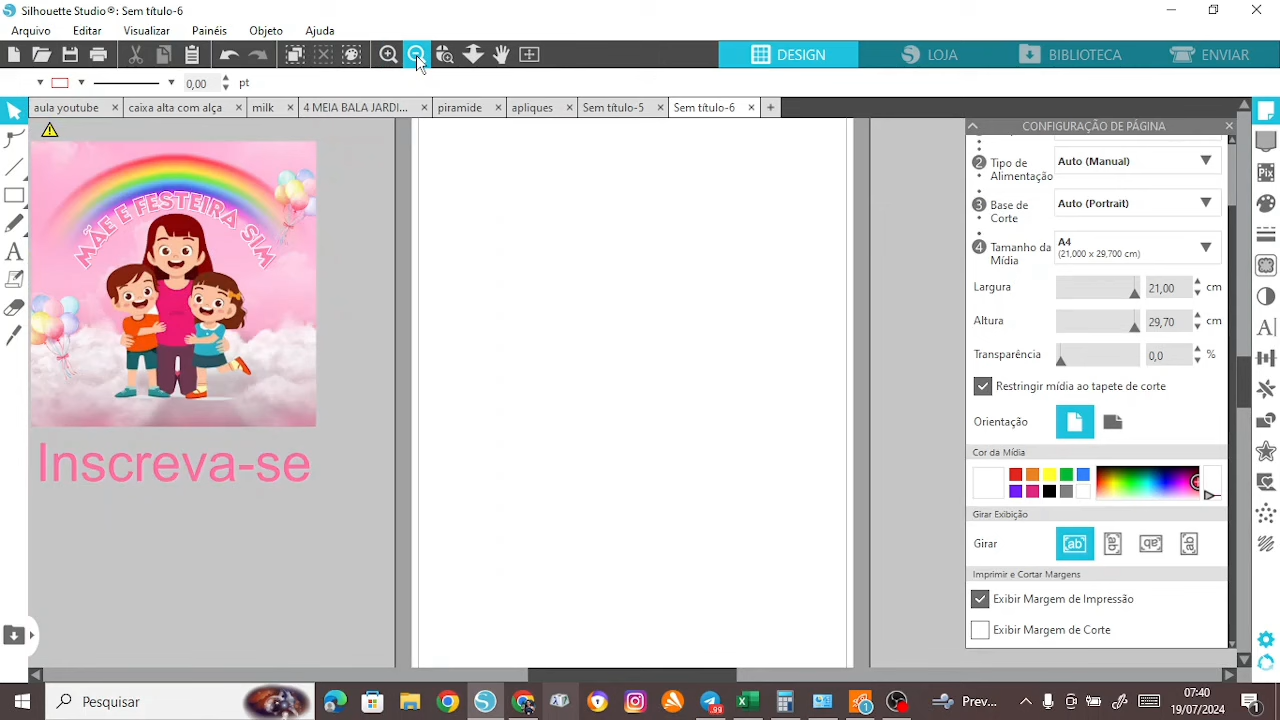 Silhouette Studio®: Sem título-6
Arquivo Editar Visualizar Painéis Objeto Ajuda
DESIGN LOJA BIBLIOTECA ENVIAR
0,00 pt
aula youtube caixa alta com alça milk 4 MEIA BALA JARDI... piramide apliques Sem título-5 Sem título-6
CONFIGURAÇÃO DE PÁGINA
2 Tipo de Alimentação Auto (Manual)
3 Base de Corte Auto (Portrait)
4 Tamanho da Mídia A4
(21,000 x 29,700 cm)
Largura 21,00 cm
Altura 29,70 cm
Transparência 0,0 %
Restringir mídia ao tapete de corte
Orientação
Cor da Mídia
Girar Exibição
Girar
Imprimir e Cortar Margens
Exibir Margem de Impressão
Exibir Margem de Corte
MÃE E FESTEIRA SIM
Inscreva-se
Pesquisar
Prev...
07:40
19/07/2024